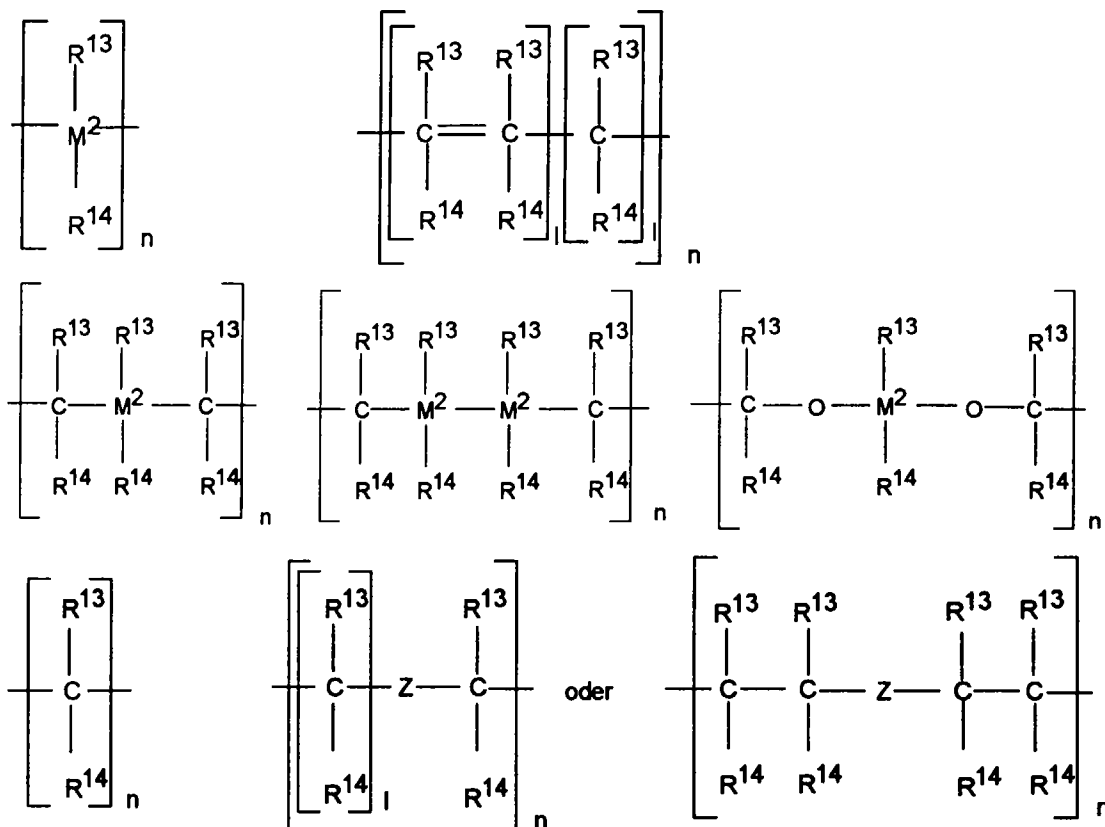 R13 R13 R13 R13
M2 C C C
R14 R14 R14 R14
n l l n
R13 R13 R13 R13 R13 R13 R13 R13 R13 R13
C M2 C C M2 M2 C C O M2 O C
R14 R14 R14 R14 R14 R14 R14 R14 R14 R14
n n n
R13 R13 R13 R13 R13 R13 R13
C C Z C oder C C Z C C
R14 R14 R14 R14 R14 R14 R14
n l n r